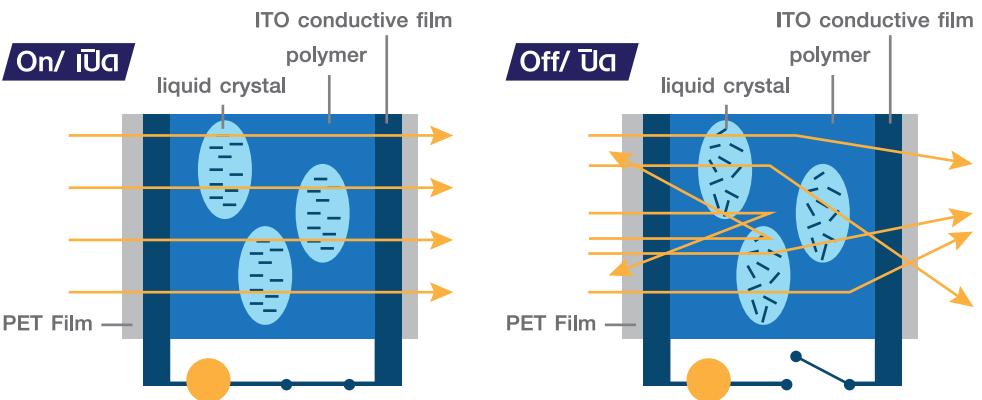 ITO conductive film
On/ เปิด
polymer
liquid crystal
PET Film
ITO conductive film
Off/ ปิด
polymer
liquid crystal
PET Film